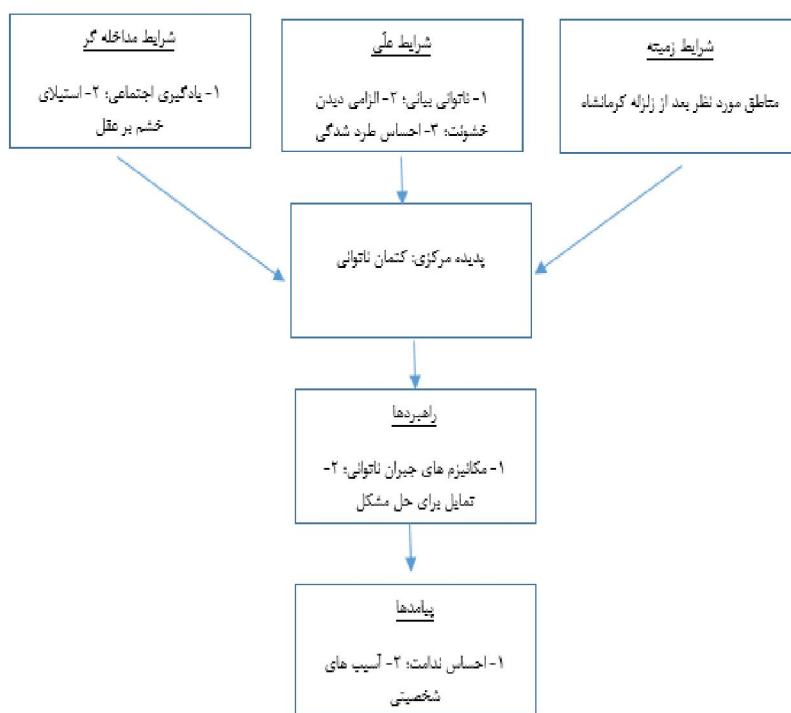 شرایط زمینه
مناطق مورد نظر بعد از زلزله کرمانشاه
شرایط علّی
۱- ناتوانی بیانی؛ ۲- الزامی دیدن
خشونت؛ ۳- احساس طرد شدگی
شرایط مداخله گر
۱- یادگیری اجتماعی؛ ۲- استیلای
خشم بر عقل
پدیده مرکزی: کتمان ناتوانی
راهبردها
۱- مکانیزم های جبران ناتوانی؛ ۲-
تمایل برای حل مشکل
پیامدها
۱- احساس ندامت؛ ۲- آسیب های
شخصیتی